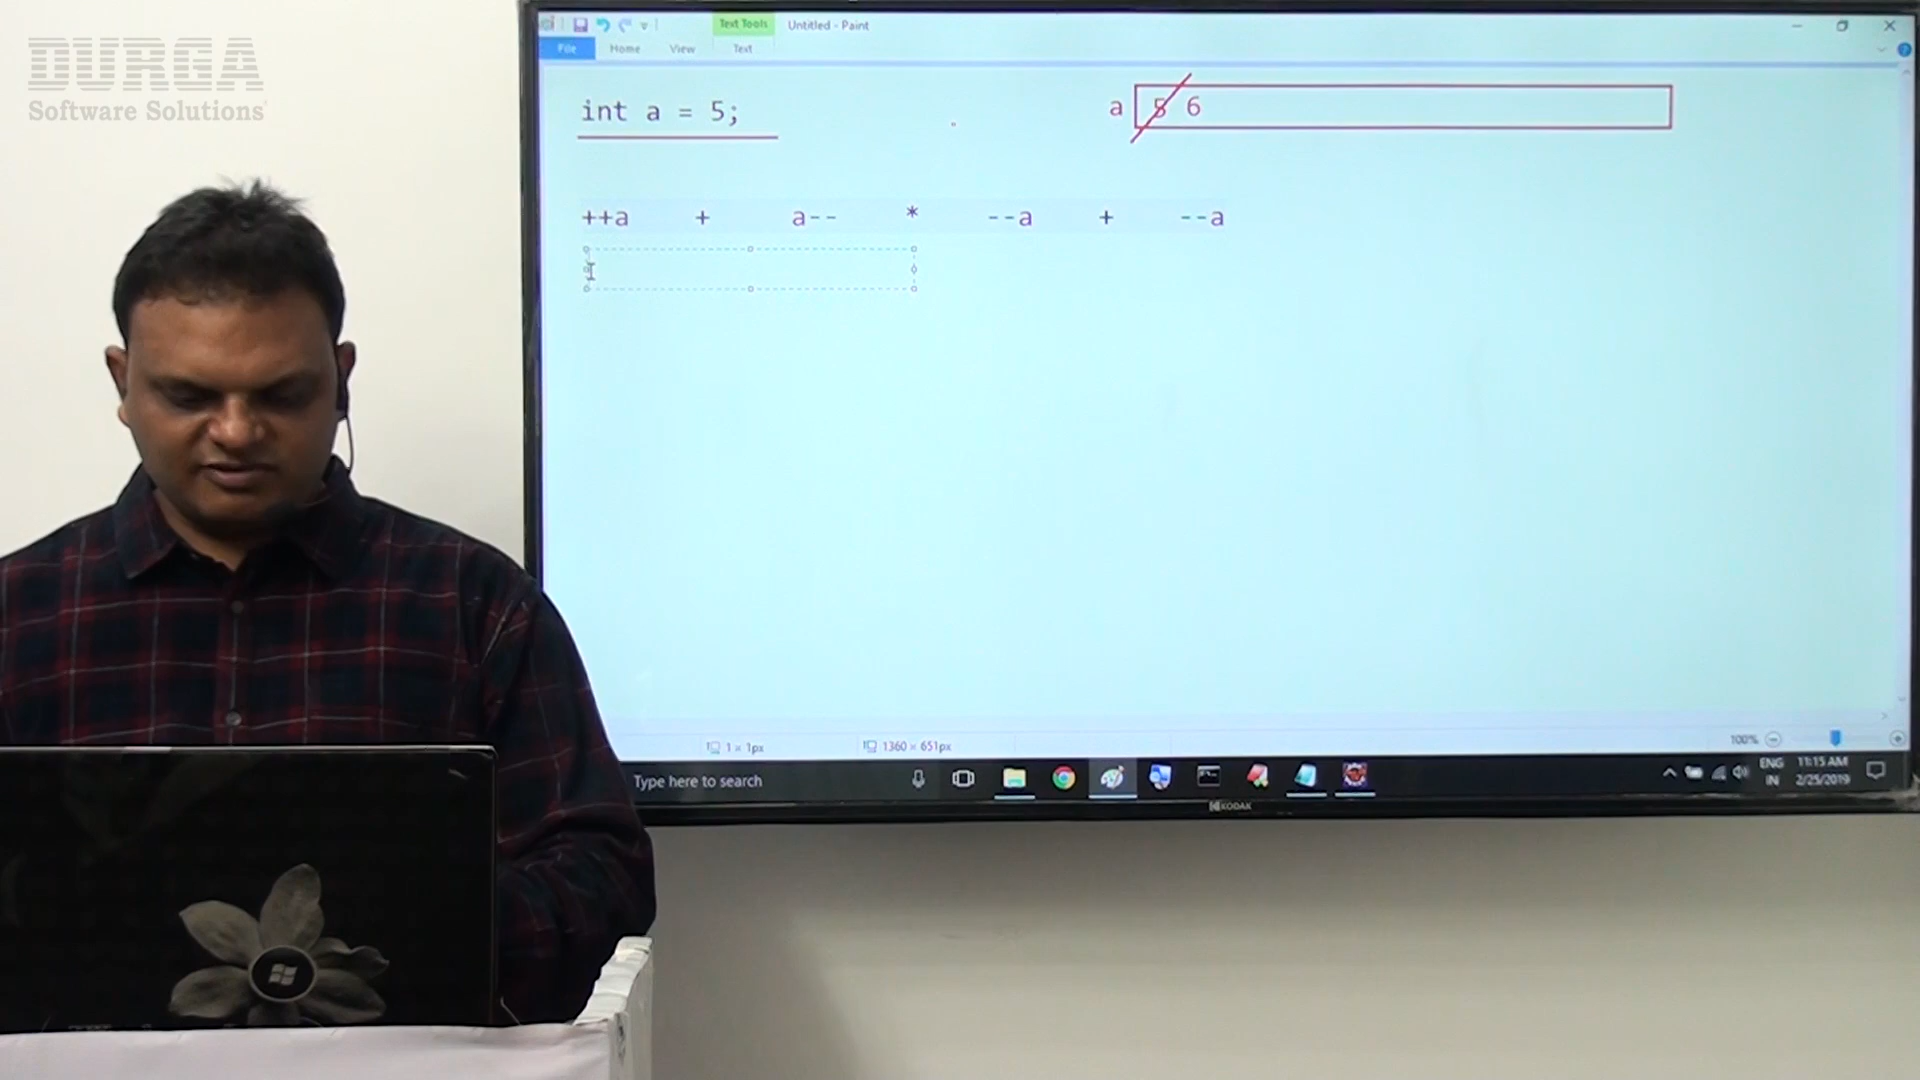 DURGA
Software Solutions
Text Tools
Untitled - Paint
File
Home
View
Text
int a = 5;
a
5 6
++a + a-- * --a + --a
1 × 1px
1360 × 651px
100%
Type here to search
ENG
IN
11:15 AM
2/25/2019
KODAK